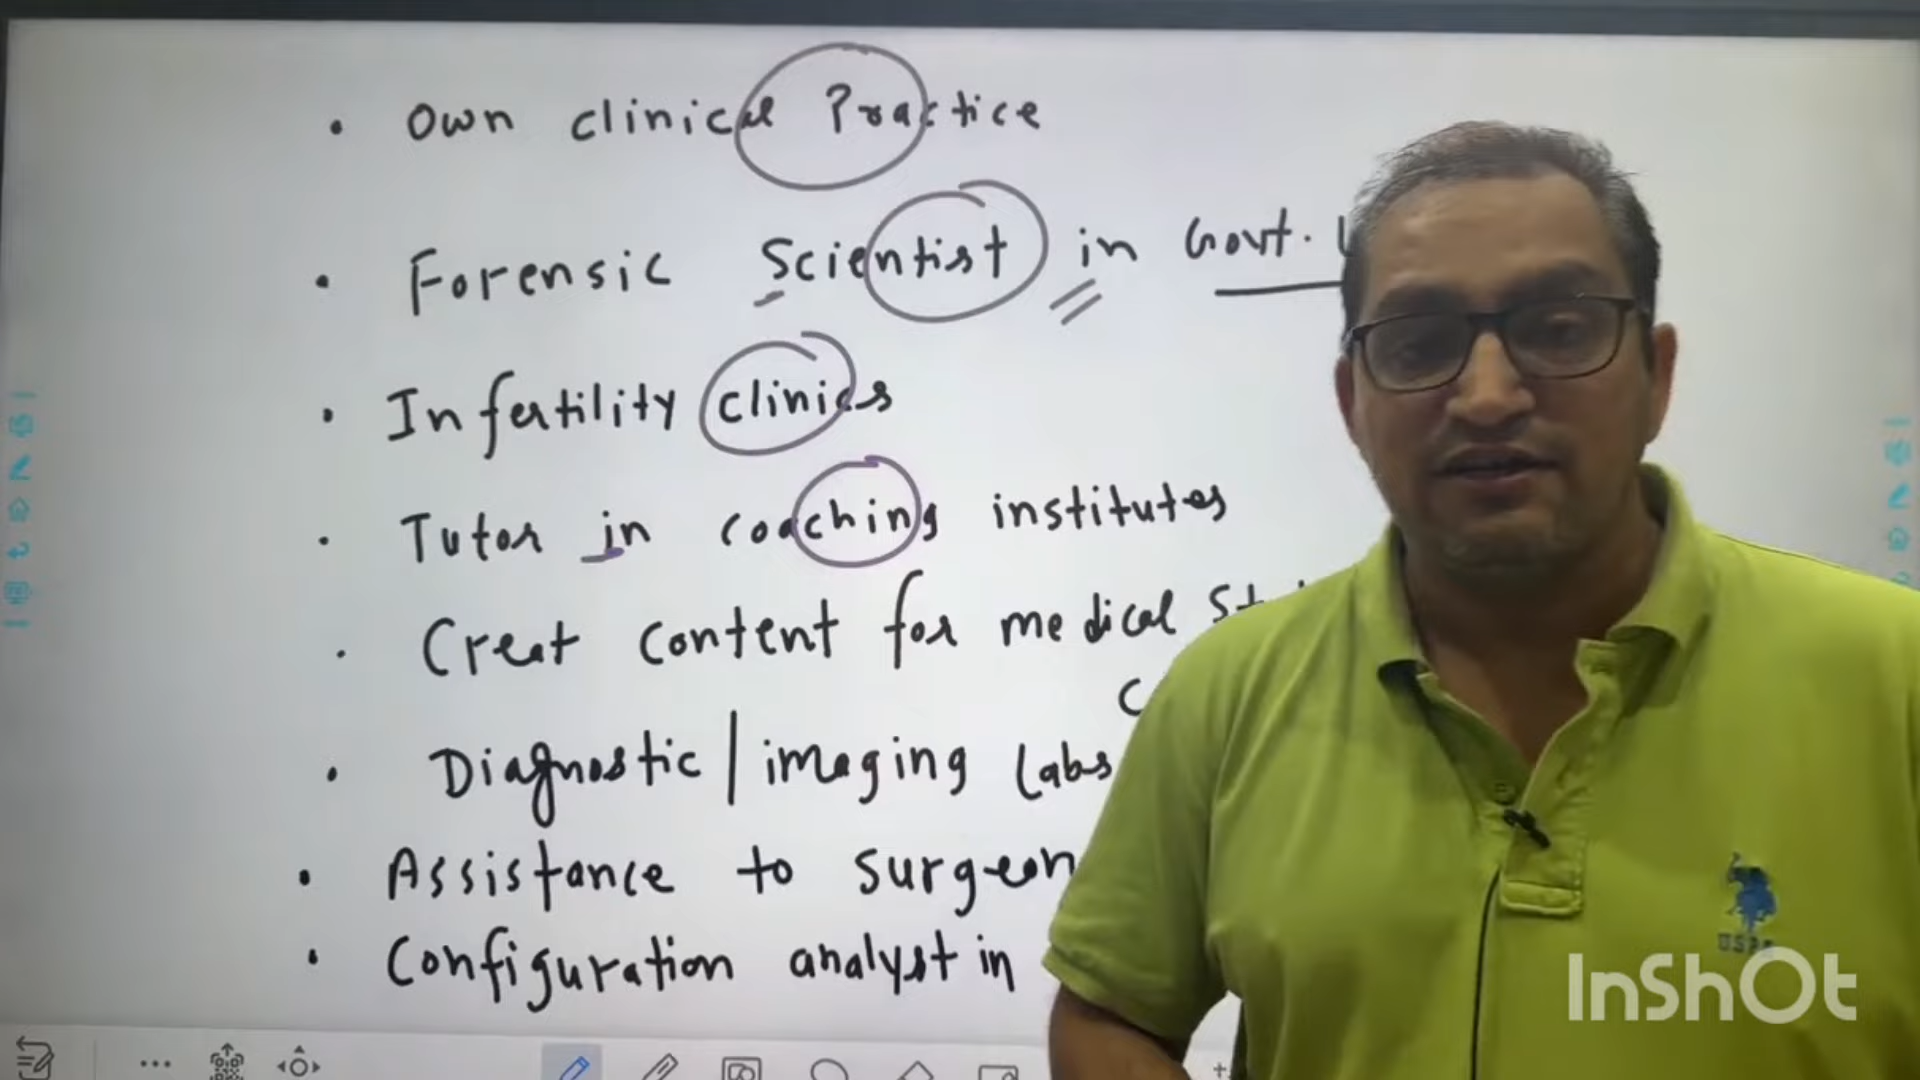 • Own clinical Practice
• Forensic Scientist in Govt.
• Infertility clinics
• Tutor in coaching institutes
• Creat content for medical
• Diagnostic / imaging Labs
• Assistance to surgeon
• Configuration analyst in
USPA
InShOt